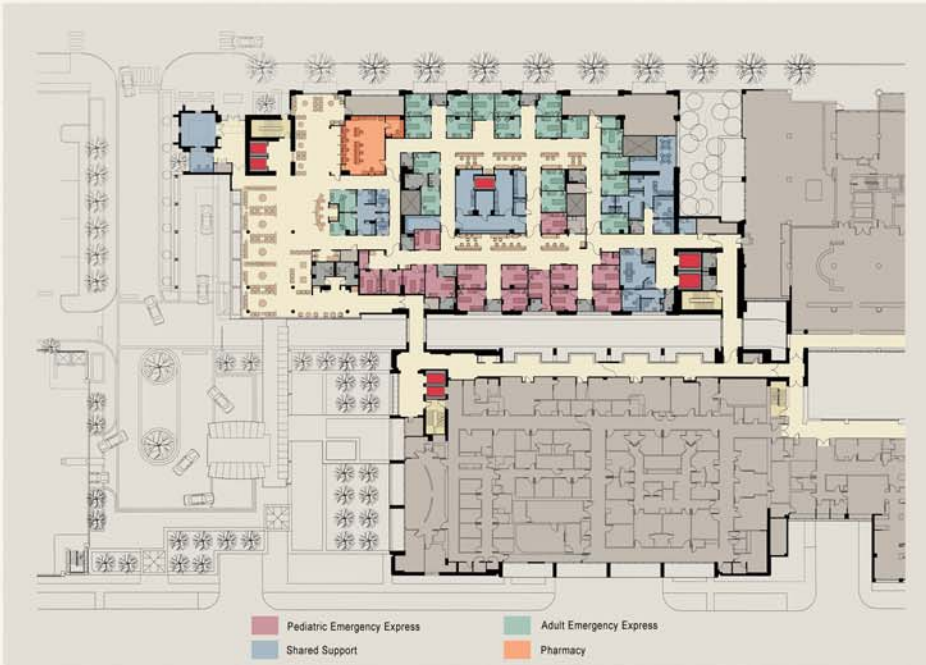 Pediatric Emergency Express
Adult Emergency Express
Shared Support
Pharmacy